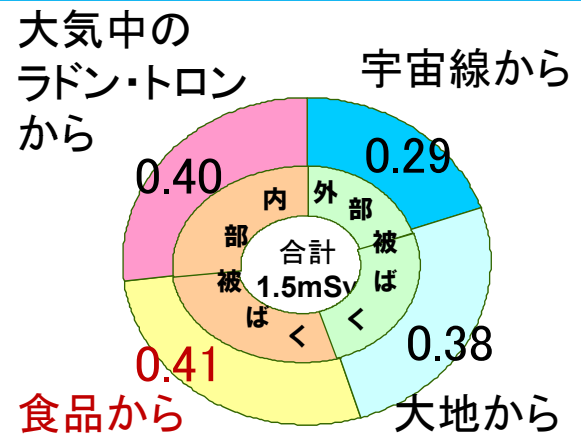 大気中の
ラドン・トロン
から
宇宙線から
0.40
0.29
内部被ばく
外部被ばく
合計
1.5mSv
0.41
0.38
食品から
大地から